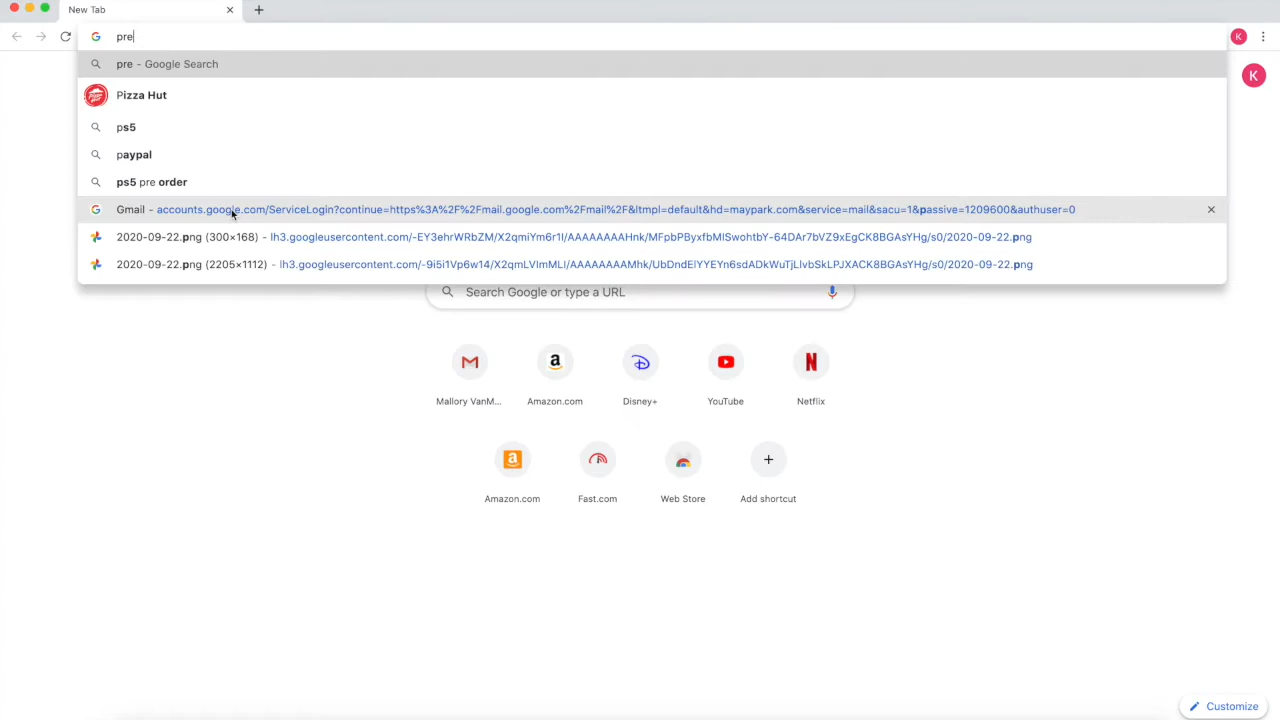 New Tab
pre
K
pre - Google Search
K
Pizza Hut
ps5
paypal
ps5 pre order
Gmail - accounts.google.com/ServiceLogin?continue=https%3A%2F%2Fmail.google.com%2Fmail%2F&ltmpl=default&hd=maypark.com&service=mail&sacu=1&passive=1209600&authuser=0
2020-09-22.png (300×168) - lh3.googleusercontent.com/-EY3ehrWRbZM/X2qmiYm6r1I/AAAAAAAAHnk/MFpbPByxfbMISwohtbY-64DAr7bVZ9xEgCK8BGAsYHg/s0/2020-09-22.png
2020-09-22.png (2205×1112) - lh3.googleusercontent.com/-9i5i1Vp6w14/X2qmLVImMLI/AAAAAAAAMhk/UbDndElYYEYn6sdADkWuTjLlvbSkLPJXACK8BGAsYHg/s0/2020-09-22.png
Search Google or type a URL
Mallory VanM...
Amazon.com
Disney+
YouTube
Netflix
Amazon.com
Fast.com
Web Store
Add shortcut
Customize